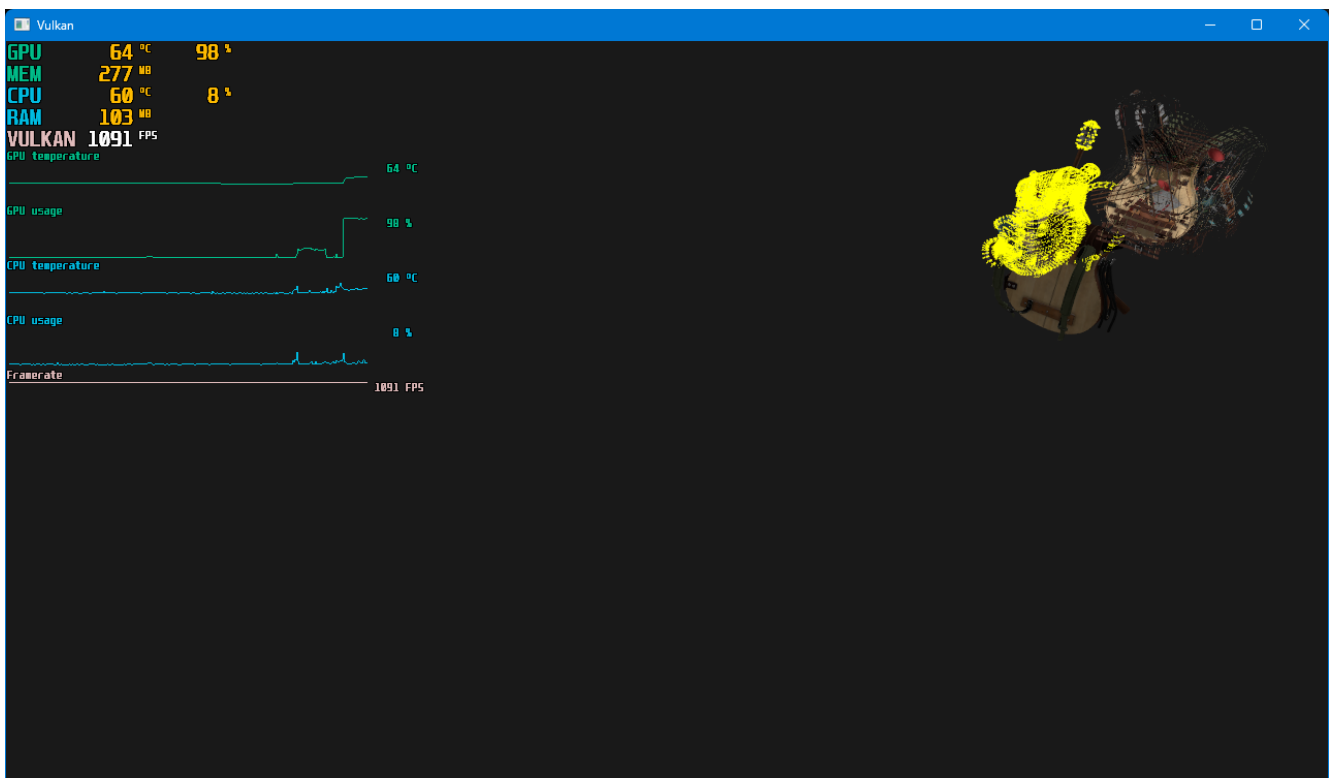 Vulkan
GPU 64 °C 98 %
MEM 277 MB
CPU 60 °C 8 %
RAM 103 MB
VULKAN 1091 FPS
GPU temperature
64 °C
GPU usage
98 %
CPU temperature
60 °C
CPU usage
8 %
Framerate
1091 FPS